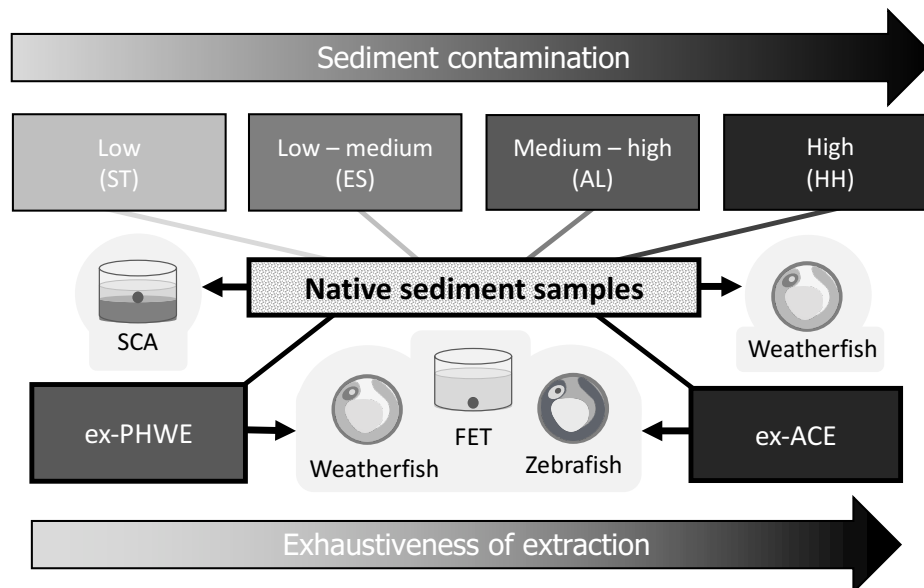 Sediment contamination
Low
(ST)
Low – medium
(ES)
Medium – high
(AL)
High
(HH)
Native sediment samples
SCA
Weatherfish
ex-PHWE
Weatherfish
FET
Zebrafish
ex-ACE
Exhaustiveness of extraction